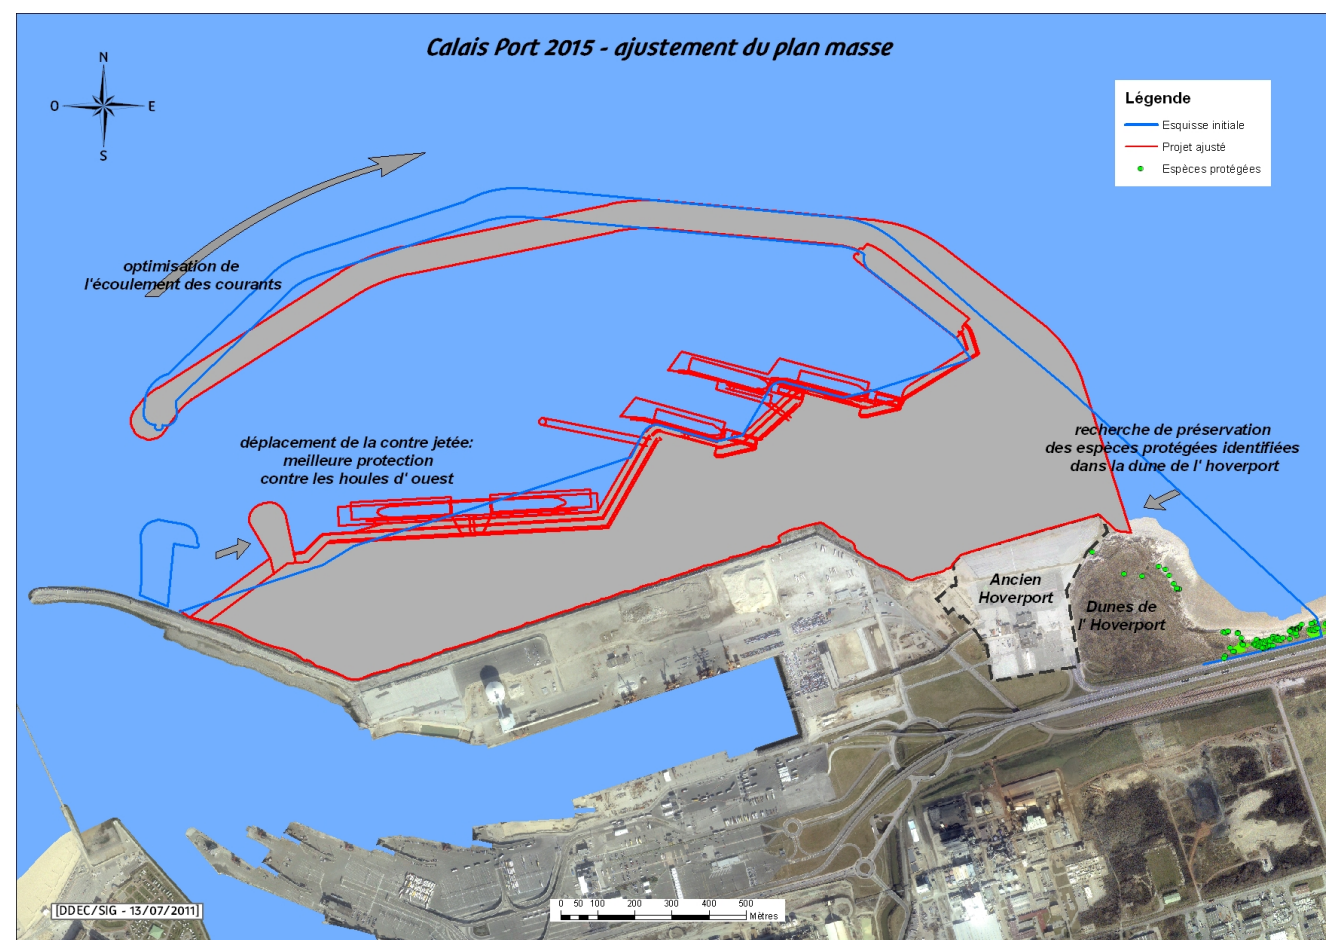 Calais Port 2015 - ajustement du plan masse
N
O
E
S
Légende
Esquisse initiale
Projet ajusté
Espèces protégées
optimisation de
l'écoulement des courants
déplacement de la contre jetée:
meilleure protection
contre les houles d' ouest
recherche de préservation
des espèces protégées identifiées
dans la dune de l' hoverport
Ancien
Hoverport
Dunes de
l' Hoverport
[DDEC/SIG - 13/07/2011]
0 50 100 200 300 400 500
Mètres